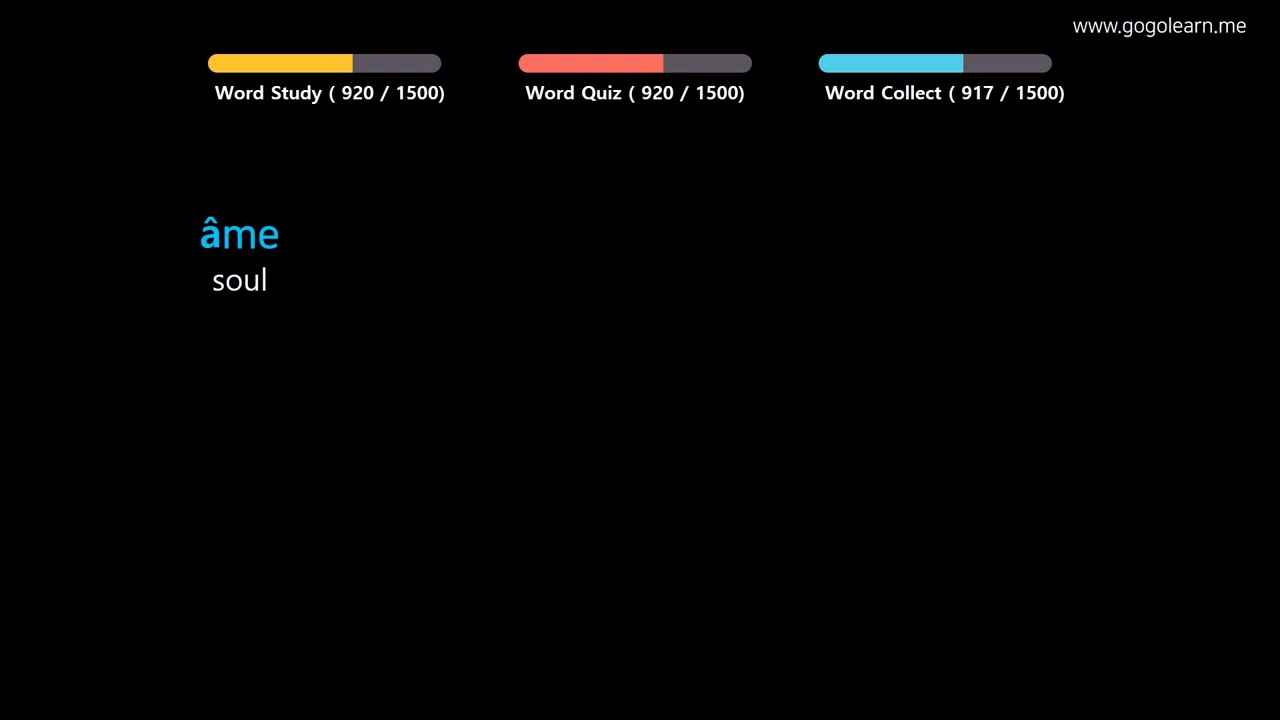 www.gogolearn.me
Word Study ( 920 / 1500)
Word Quiz ( 920 / 1500)
Word Collect ( 917 / 1500)
âme
soul